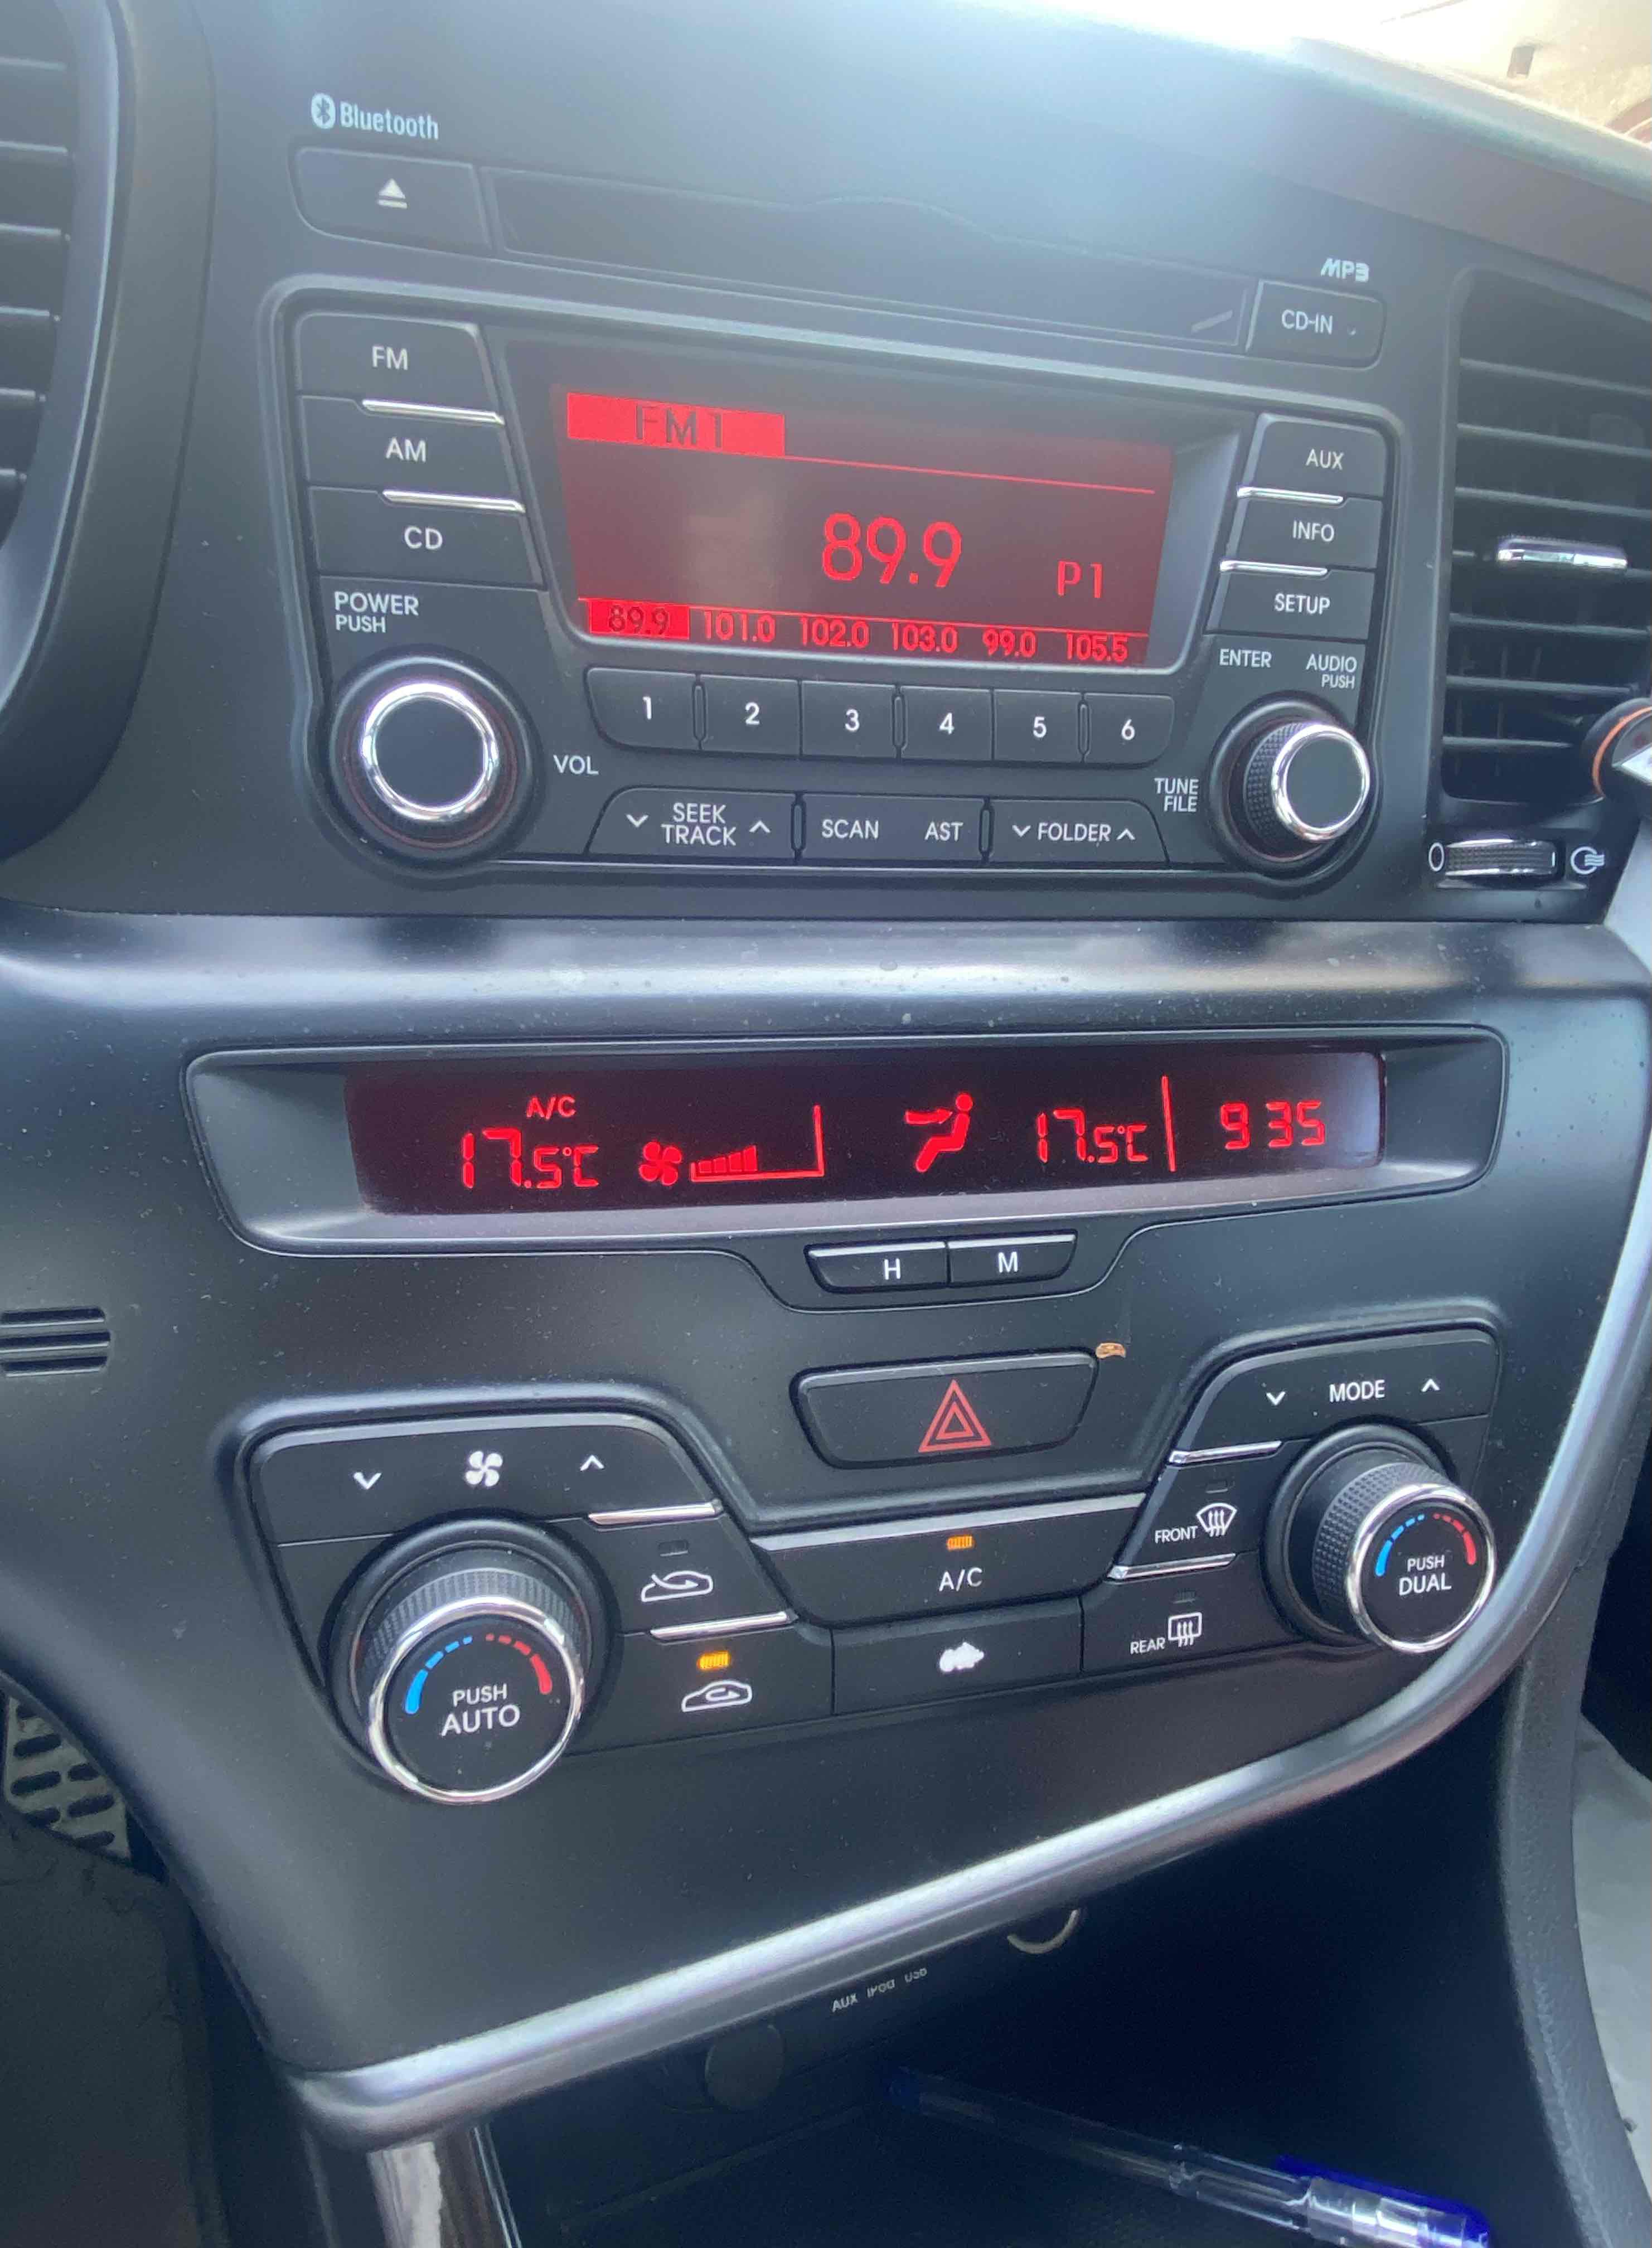 Bluetooth
MP3
CD-IN
FM
AM
CD
FM1
89.9 P1
89.9 101.0 102.0 103.0 99.0 105.5
AUX
INFO
SETUP
POWER
PUSH
VOL
1 2 3 4 5 6
SEEK
TRACK
SCAN AST FOLDER
ENTER
AUDIO
PUSH
TUNE
FILE
0
A/C
17.5°C 17.5°C 9 35
H M
MODE
FRONT
A/C
REAR
PUSH
AUTO
PUSH
DUAL
AUX iPod USB